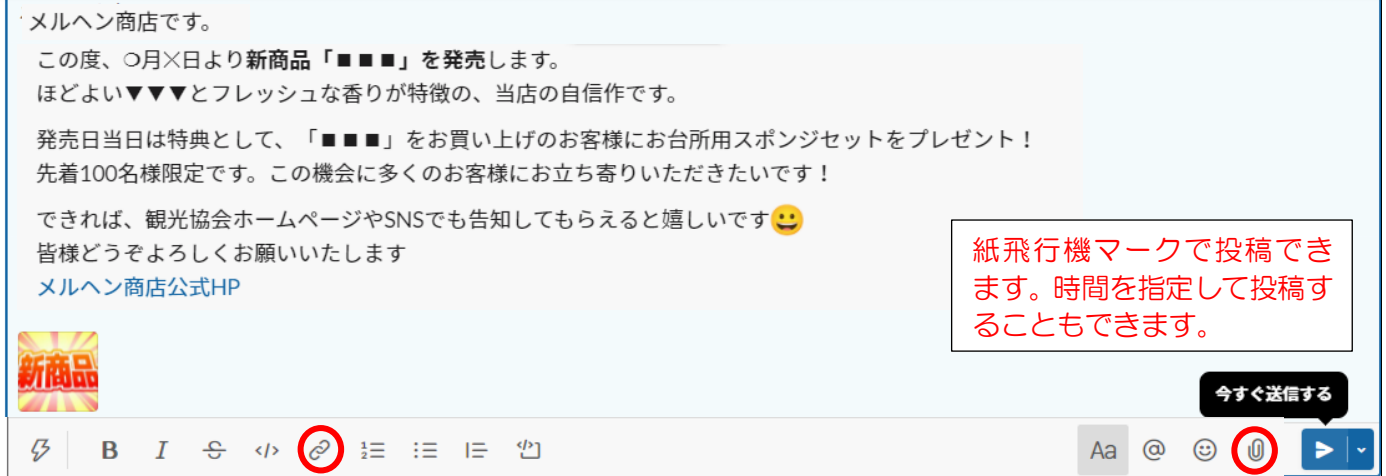 メルヘン商店です。
この度、〇月✕日より新商品「■■■」を発売します。
ほどよい▼▼▼とフレッシュな香りが特徴の、当店の自信作です。
発売日当日は特典として、「■■■」をお買い上げのお客様にお台所用スポンジセットをプレゼント！
先着100名様限定です。この機会に多くのお客様にお立ち寄りいただきたいです！
できれば、観光協会ホームページやSNSでも告知してもらえると嬉しいです😀
皆様どうぞよろしくお願いいたします
メルヘン商店公式HP
紙飛行機マークで投稿でき
ます。時間を指定して投稿す
ることもできます。
新商品
今すぐ送信する
B I S </> Aa @